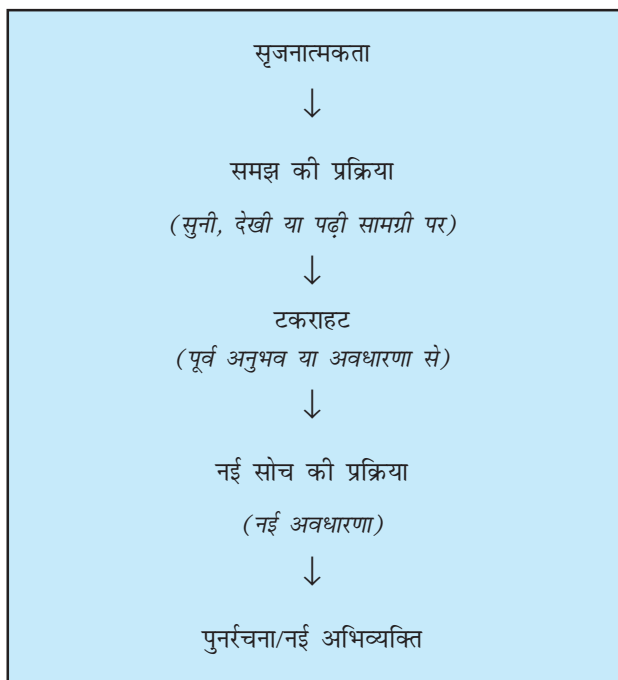 सृजनात्मकता
↓
समझ की प्रक्रिया
(सुनी, देखी या पढ़ी सामग्री पर)
↓
टकराहट
(पूर्व अनुभव या अवधारणा से)
↓
नई सोच की प्रक्रिया
(नई अवधारणा)
↓
पुनर्रचना/नई अभिव्यक्ति